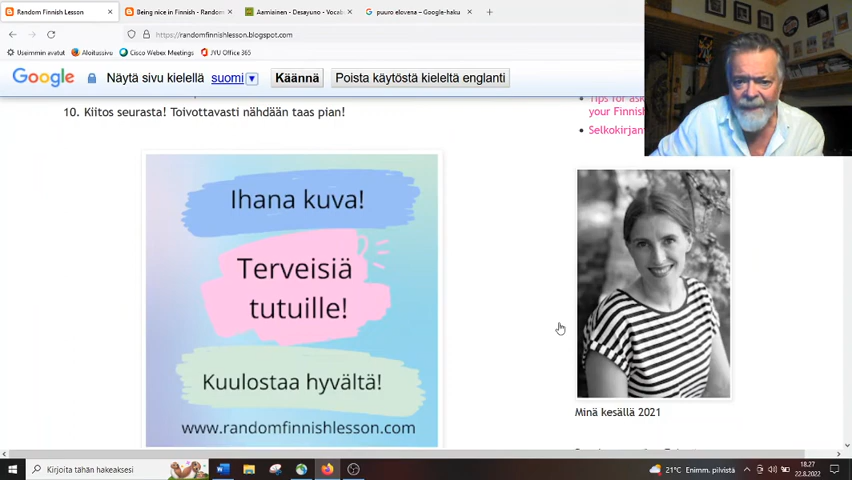 Random Finnish Lesson
Being nice in Finnish - Random
Aamiainen - Desayuno - Vocab
puuro elovena – Google-haku
https://randomfinnishlesson.blogspot.com
Useimmin avatut
Aloitussivu
Cisco Webex Meetings
JYU Office 365
Google
Näytä sivu kielellä suomi
Käännä
Poista käytöstä kieleltä englanti
10. Kiitos seurasta! Toivottavasti nähdään taas pian!
Tips for ask
your Finnish
Selkokirjan
Ihana kuva!
Terveisiä
tutuille!
Kuulostaa hyvältä!
www.randomfinnishlesson.com
Minä kesällä 2021
Kirjoita tähän hakeaksesi
21°C Enimm. pilvistä
18.27
22.8.2022